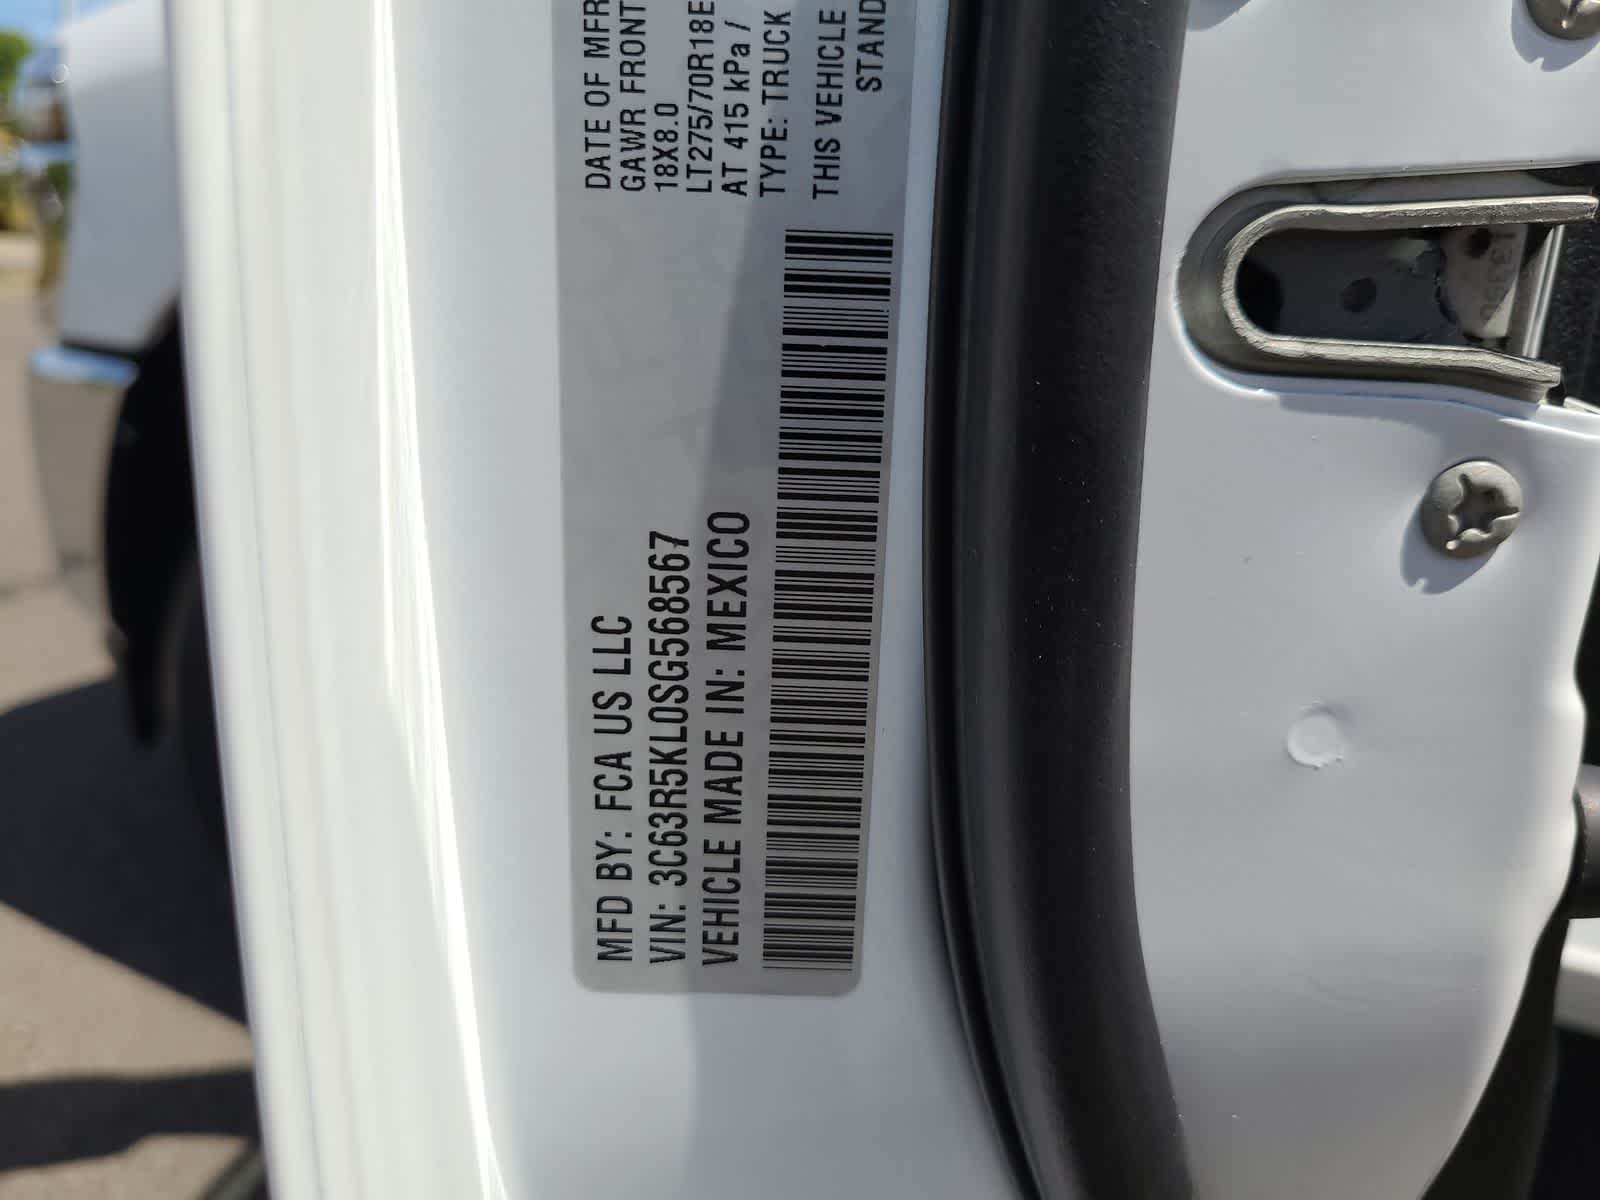 MFD BY: FCA US LLC
VIN: 3C63R5KL0SG568567
VEHICLE MADE IN: MEXICO
DATE OF MFR
GAWR FRONT
18X8.0
LT275/70R18E
AT 415 kPa /
TYPE: TRUCK
THIS VEHICLE
STAND